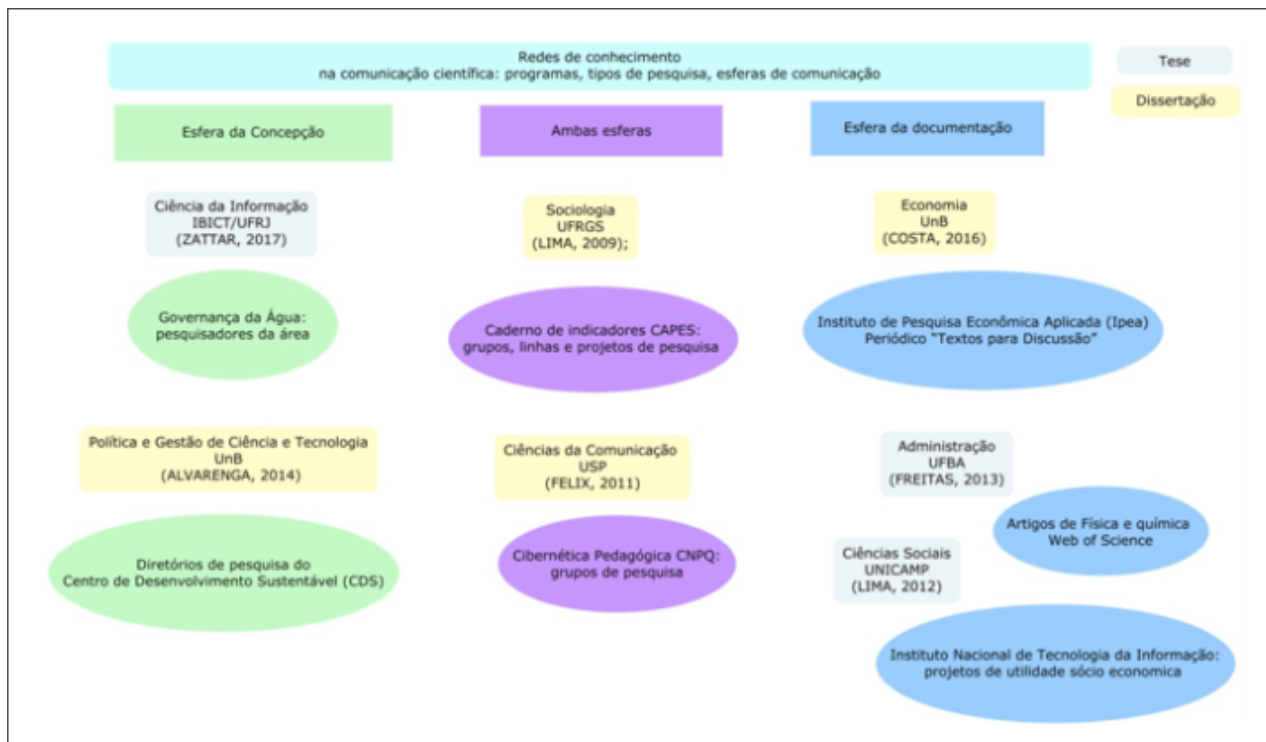 Redes de conhecimento
na comunicação científica: programas, tipos de pesquisa, esferas de comunicação
Tese
Dissertação
Esfera da Concepção
Ambas esferas
Esfera da documentação
Ciência da Informação
IBICT/UFRJ
(ZATTAR, 2017)
Sociologia
UFRGS
(LIMA, 2009);
Economia
UnB
(COSTA, 2016)
Governança da Água:
pesquisadores da área
Caderno de indicadores CAPES:
grupos, linhas e projetos de pesquisa
Instituto de Pesquisa Econômica Aplicada (Ipea)
Periódico "Textos para Discussão"
Política e Gestão de Ciência e Tecnologia
UnB
(ALVARENGA, 2014)
Ciências da Comunicação
USP
(FELIX, 2011)
Administração
UFBA
(FREITAS, 2013)
Artigos de Física e química
Web of Science
Diretórios de pesquisa do
Centro de Desenvolvimento Sustentável (CDS)
Cibernética Pedagógica CNPQ:
grupos de pesquisa
Ciências Sociais
UNICAMP
(LIMA, 2012)
Instituto Nacional de Tecnologia da Informação:
projetos de utilidade sócio economica